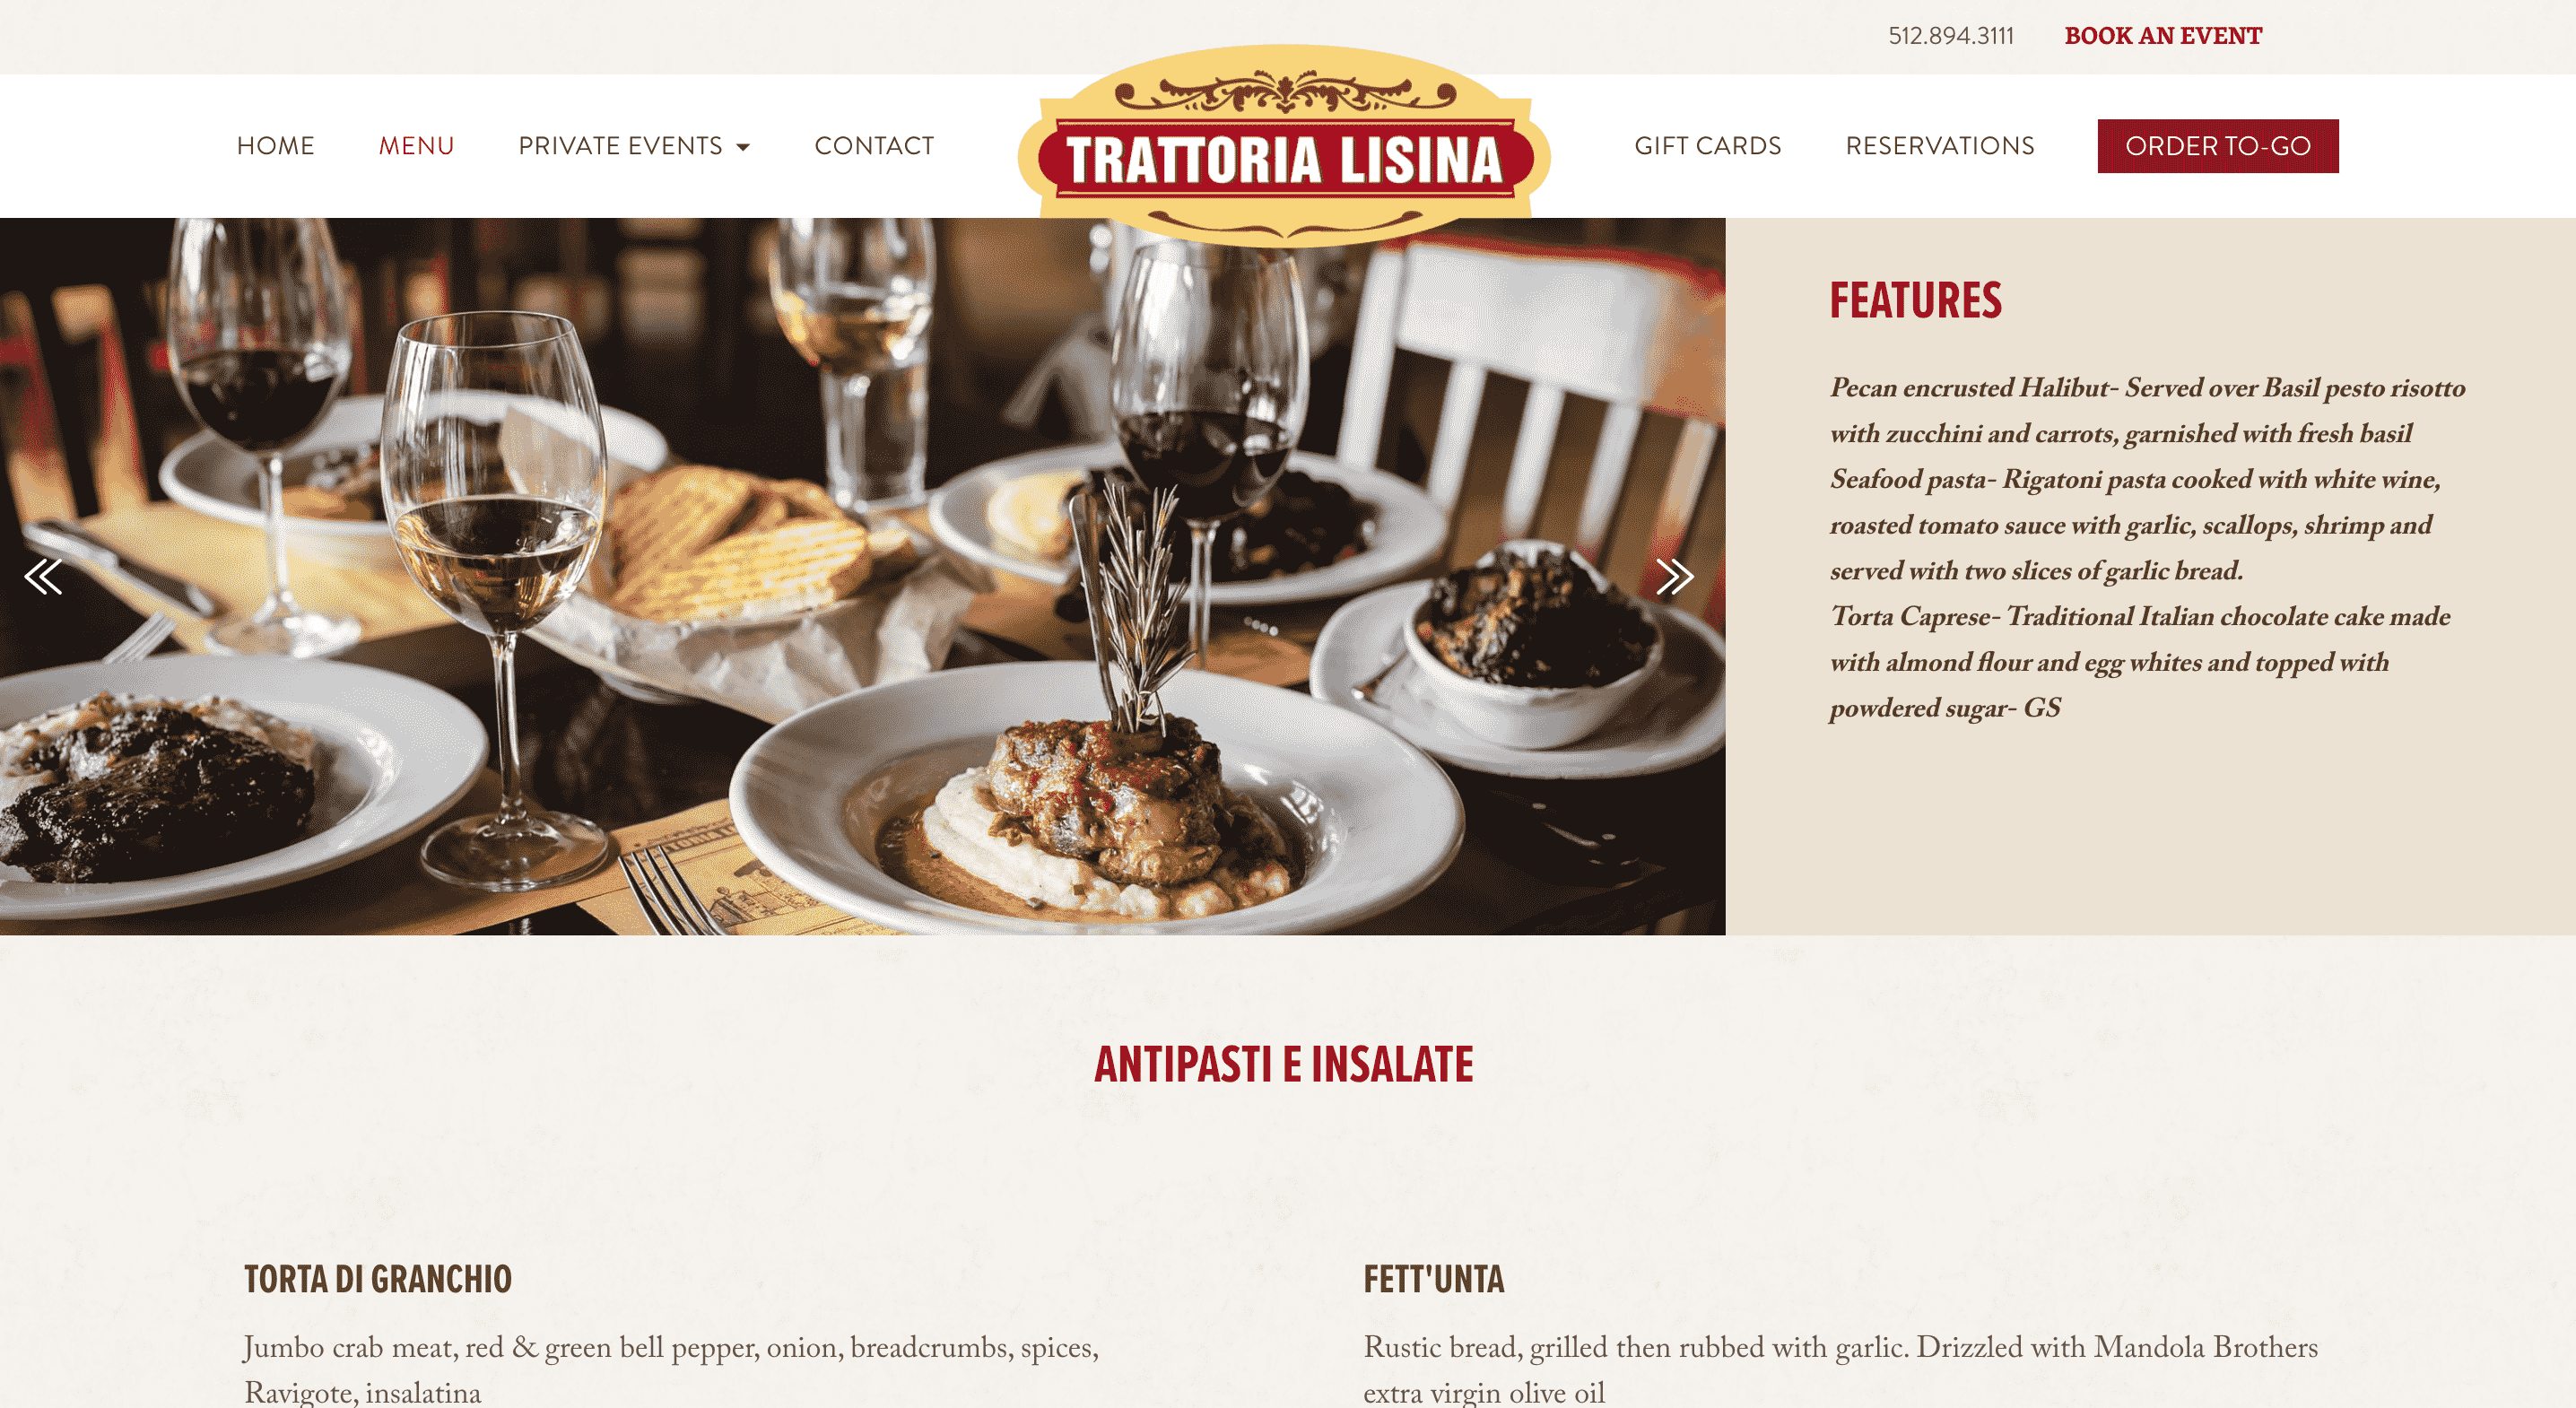 512.894.3111 BOOK AN EVENT
HOME MENU PRIVATE EVENTS CONTACT
TRATTORIA LISINA
GIFT CARDS RESERVATIONS ORDER TO-GO
FEATURES
Pecan encrusted Halibut- Served over Basil pesto risotto
with zucchini and carrots, garnished with fresh basil
Seafood pasta- Rigatoni pasta cooked with white wine,
roasted tomato sauce with garlic, scallops, shrimp and
served with two slices of garlic bread.
Torta Caprese- Traditional Italian chocolate cake made
with almond flour and egg whites and topped with
powdered sugar- GS
ANTIPASTI E INSALATE
TORTA DI GRANCHIO
Jumbo crab meat, red & green bell pepper, onion, breadcrumbs, spices,
Ravigote, insalatina
FETT'UNTA
Rustic bread, grilled then rubbed with garlic. Drizzled with Mandola Brothers
extra virgin olive oil